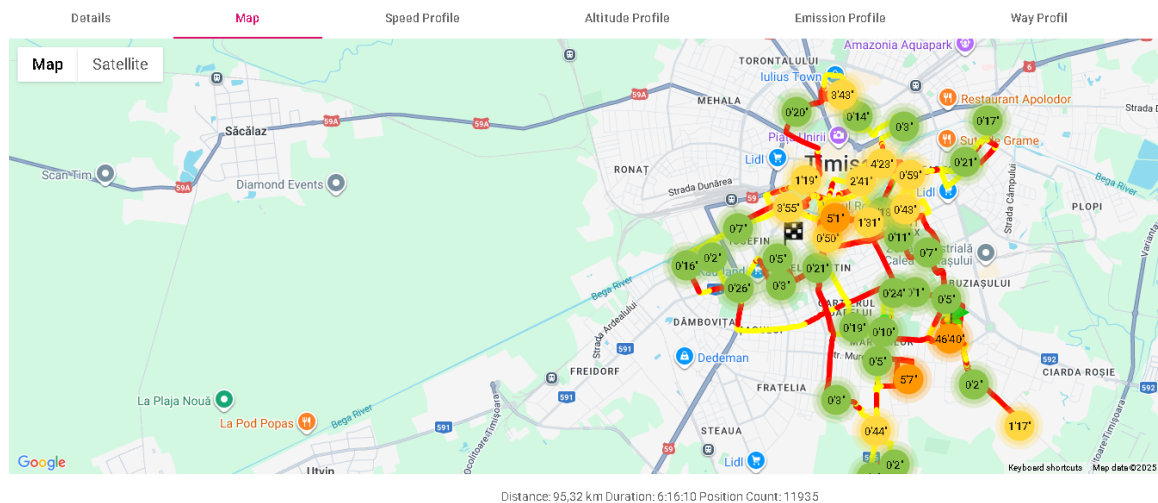 Details Map Speed Profile Altitude Profile Emission Profile Way Profil
Map Satellite
Amazonia Aquapark
TORONTALULUI
Iulius Town
6
3'43"
Restaurant Apolodor
59A
MEHALA
0'20"
0'14"
0'3"
0'17"
Strada D
Săcălaz
59A
Piața Unirii
RONAȚ
Lidl
Timiș
4'23"
0'21"
Scan Tim
Diamond Events
59A
Strada Dunărea
1'19"
2'41"
0'59"
Lidl
Bega River
Strada Câmpului
PLOPI
59
3'55"
5'1"
1'31"
0'43"
0'7"
0'50"
0'11"
0'7"
0'16"
0'2"
0'5"
0'21"
BUZIAȘULUI
0'26"
0'3"
0'24"
0'1"
0'5"
Bega River
591
Strada Ardealului
DÂMBOVIȚA
0'19"
0'10"
46'40"
592
Dedeman
0'5"
CIARDA ROȘIE
FREIDORF
591
FRATELIA
5'7"
0'2"
592
La Plaja Nouă
0'3"
La Pod Popas
591
STEAUA
0'44"
1'17"
Lidl
0'2"
Utvin
Google
Keyboard shortcuts Map data ©2025
Distance: 95,32 km Duration: 6:16:10 Position Count: 11935